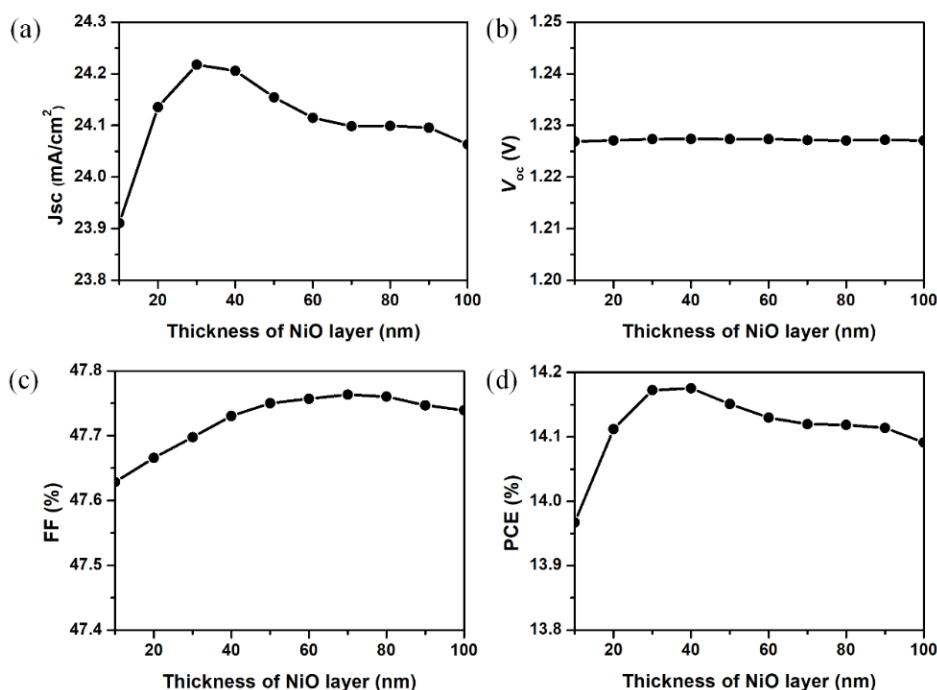 (a)
24.3
24.2
24.1
24.0
23.9
23.8
Jsc (mA/cm²)
20 40 60 80 100
Thickness of NiO layer (nm)
(b)
1.25
1.24
1.23
1.22
1.21
1.20
Voc (V)
20 40 60 80 100
Thickness of NiO layer (nm)
(c)
47.8
47.7
47.6
47.5
47.4
FF (%)
20 40 60 80 100
Thickness of NiO layer (nm)
(d)
14.2
14.1
14.0
13.9
13.8
PCE (%)
20 40 60 80 100
Thickness of NiO layer (nm)